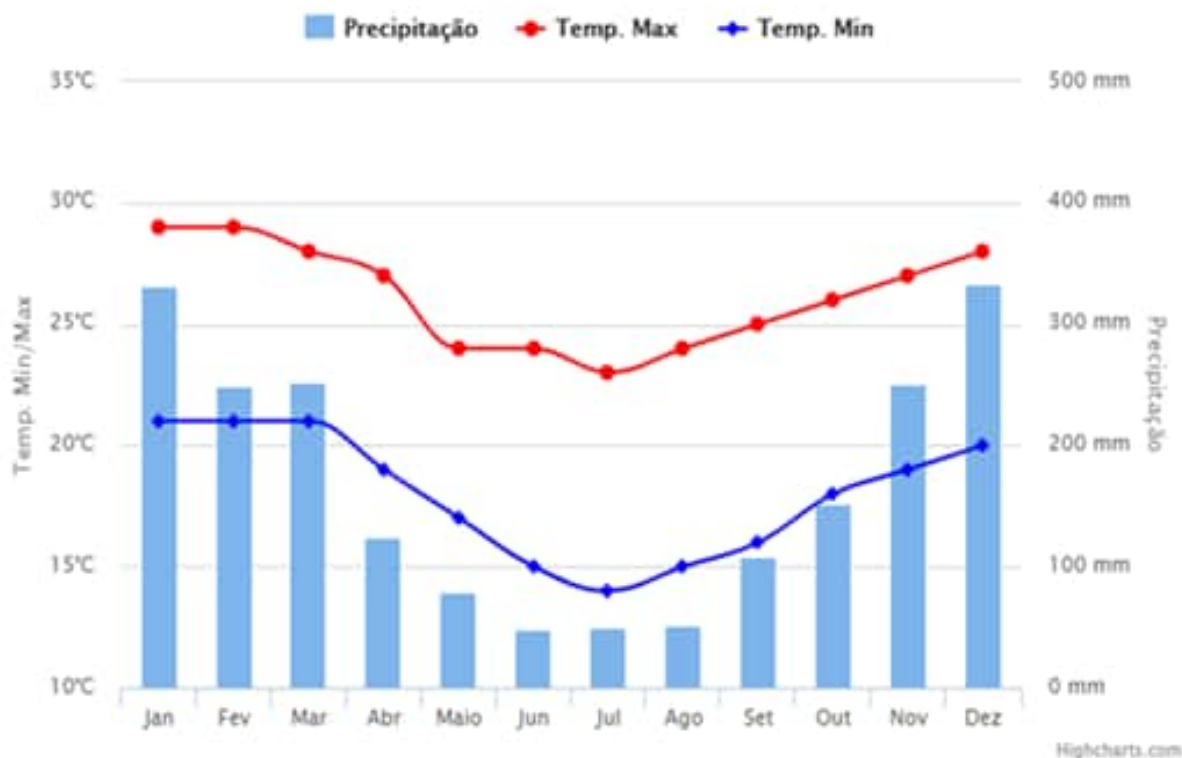 Precipitação Temp. Max Temp. Min
35°C 500 mm
30°C 400 mm
25°C 300 mm
20°C 200 mm
15°C 100 mm
10°C 0 mm
Temp. Min/Max
Precipitação
Jan Fev Mar Abr Maio Jun Jul Ago Set Out Nov Dez
Highcharts.com